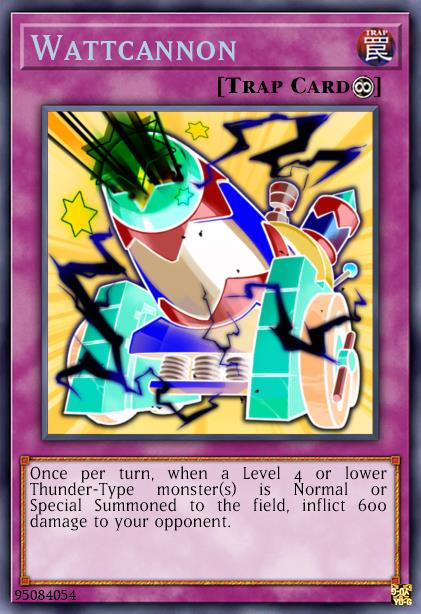 WATTCANNON
TRAP
罠
[TRAP CARD∞]
Once per turn, when a Level 4 or lower
Thunder-Type monster(s) is Normal or
Special Summoned to the field, inflict 600
damage to your opponent.
95084054